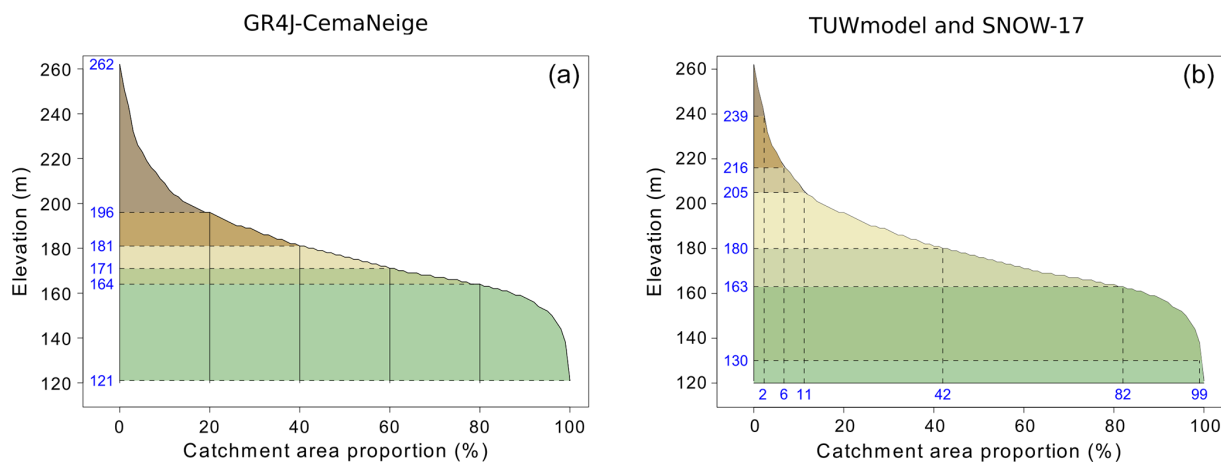 GR4J-CemaNeige
(a)
Elevation (m)
260
240
220
200
180
160
140
120
262
196
181
171
164
121
0 20 40 60 80 100
Catchment area proportion (%)
TUWmodel and SNOW-17
(b)
Elevation (m)
260
240
220
200
180
160
140
120
239
216
205
180
163
130
2 6 11 42 82 99
0 20 40 60 80 100
Catchment area proportion (%)